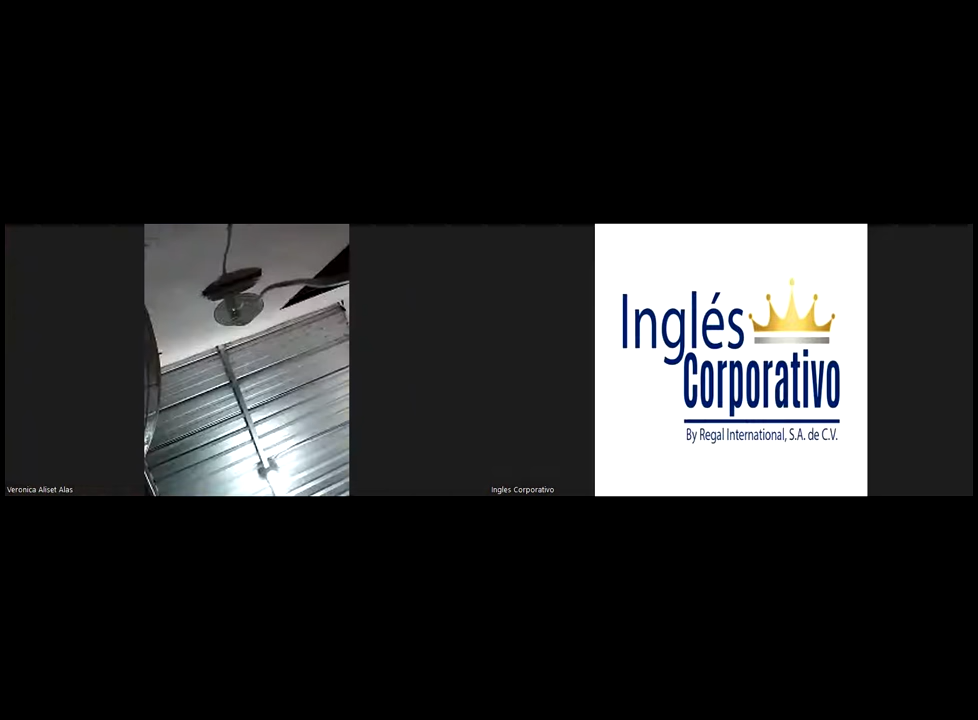 Inglés
Corporativo
By Regal International, S.A. de C.V.
Veronica Aliset Alas
Ingles Corporativo